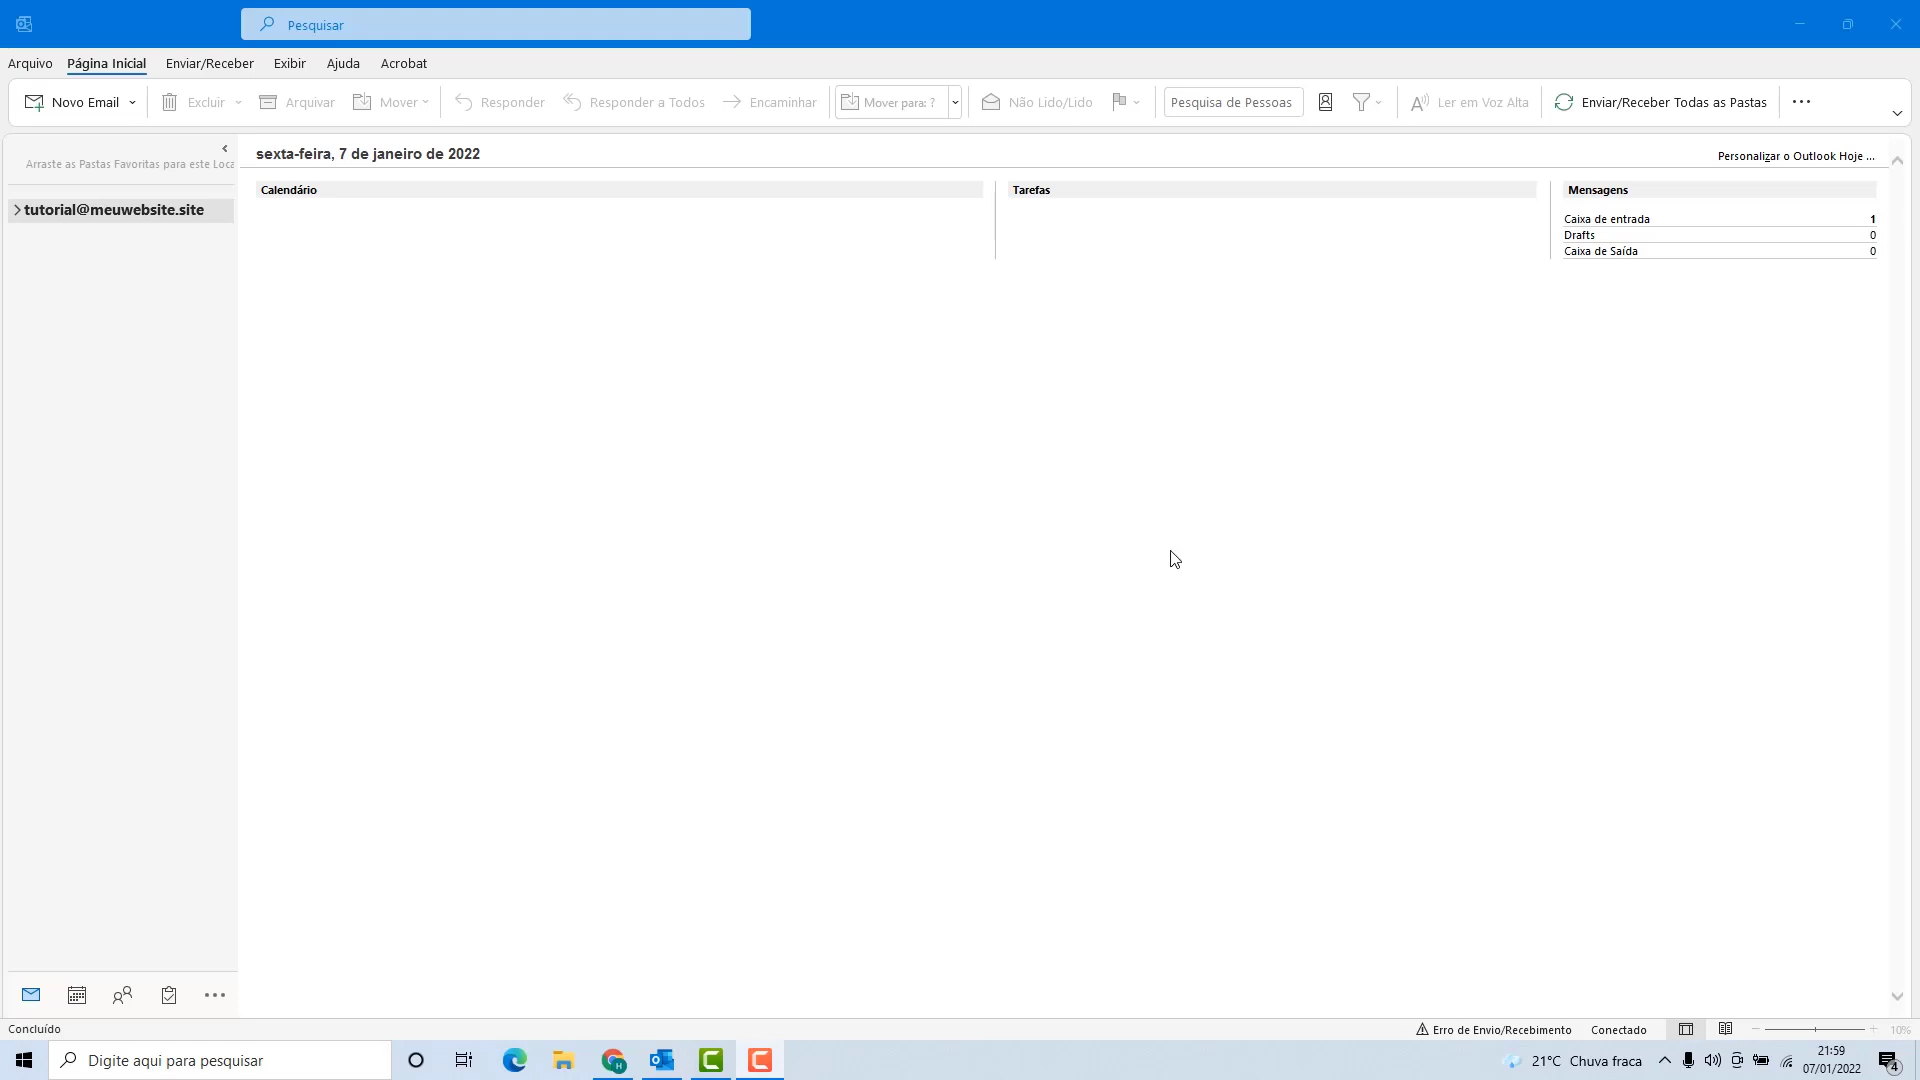 Pesquisar
Arquivo Página Inicial Enviar/Receber Exibir Ajuda Acrobat
Novo Email Excluir Arquivar Mover Responder Responder a Todos Encaminhar Mover para: ? Não Lido/Lido Pesquisa de Pessoas Ler em Voz Alta Enviar/Receber Todas as Pastas
Arraste as Pastas Favoritas para este Loca
sexta-feira, 7 de janeiro de 2022
Personalizar o Outlook Hoje ...
Calendário Tarefas Mensagens
tutorial@meuwebsite.site
Caixa de entrada 1
Drafts 0
Caixa de Saída 0
Concluído Erro de Envio/Recebimento Conectado 10%
Digite aqui para pesquisar 21°C Chuva fraca 21:59
07/01/2022 4